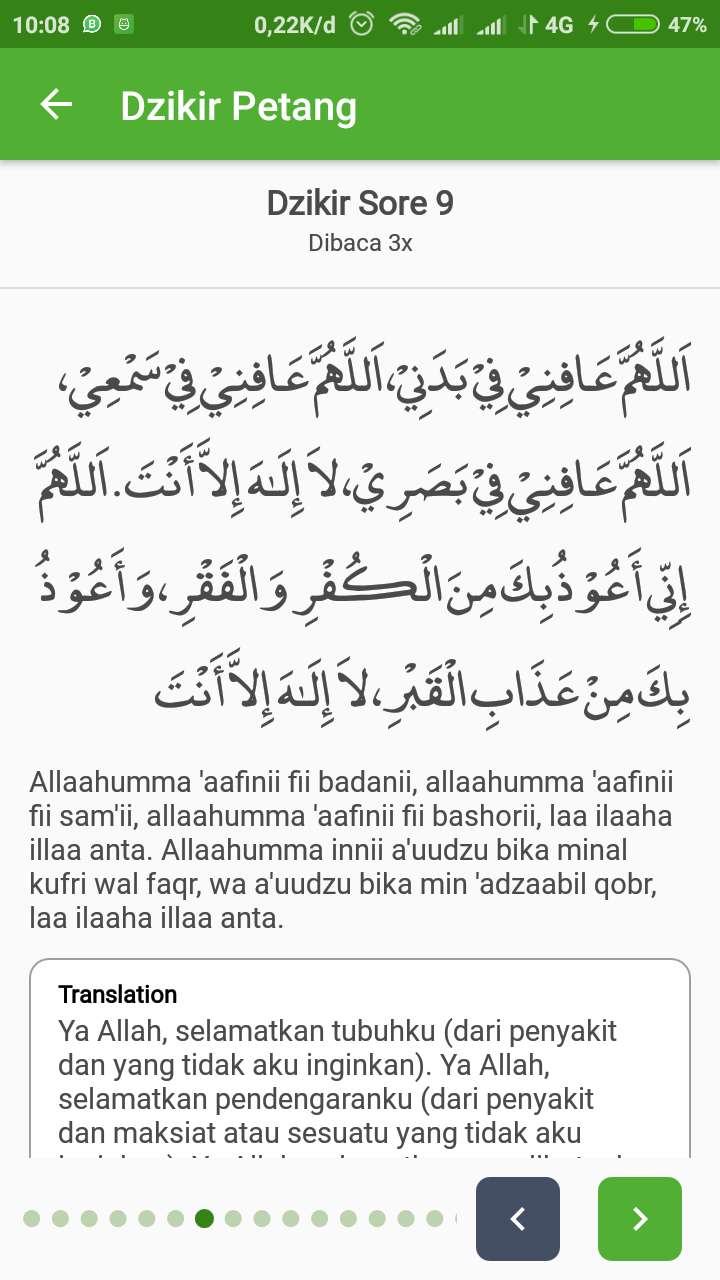 10:08
0,22K/d
4G
47%
Dzikir Petang
Dzikir Sore 9
Dibaca 3x
اَللَّهُمَّ عَافِنِيْ فِيْ بَدَنِيْ، اَللَّهُمَّ عَافِنِيْ فِيْ سَمْعِيْ،
اَللَّهُمَّ عَافِنِيْ فِيْ بَصَرِيْ، لاَ إِلَـٰهَ إِلاَّ أَنْتَ. اَللَّهُمَّ
إِنِّي أَعُوْذُ بِكَ مِنَ الْكُفْرِ وَالْفَقْرِ، وَأَعُوْذُ
بِكَ مِنْ عَذَابِ الْقَبْرِ، لاَ إِلَـٰهَ إِلاَّ أَنْتَ
Allaahumma 'aafinii fii badanii, allaahumma 'aafinii
fii sam'ii, allaahumma 'aafinii fii bashorii, laa ilaaha
illaa anta. Allaahumma innii a'uudzu bika minal
kufri wal faqr, wa a'uudzu bika min 'adzaabil qobr,
laa ilaaha illaa anta.
Translation
Ya Allah, selamatkan tubuhku (dari penyakit
dan yang tidak aku inginkan). Ya Allah,
selamatkan pendengaranku (dari penyakit
dan maksiat atau sesuatu yang tidak aku